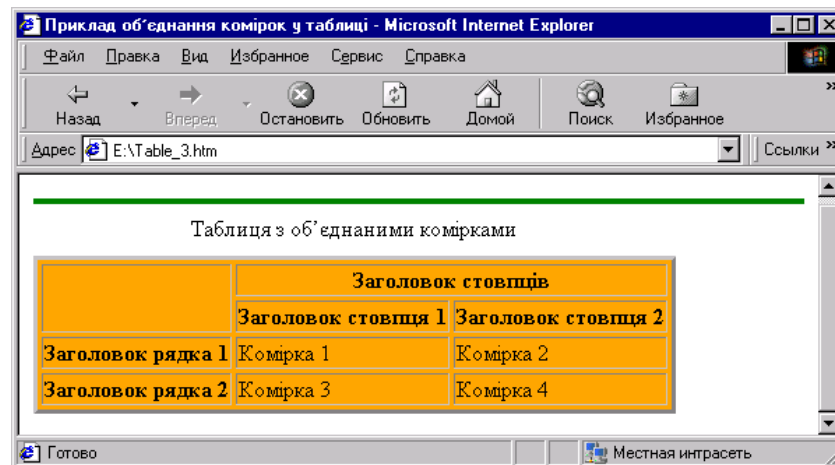 Приклад об'єднання комірок у таблиці - Microsoft Internet Explorer
Файл Правка Вид Избранное Сервис Справка
Назад Вперед Остановить Обновить Домой Поиск Избранное
Адрес E:\Table_3.htm Ссылки
Таблиця з об'єднаними комірками
Заголовок стовпців
Заголовок стовпця 1 Заголовок стовпця 2
Заголовок рядка 1 Комірка 1 Комірка 2
Заголовок рядка 2 Комірка 3 Комірка 4
Готово Местная интрасеть